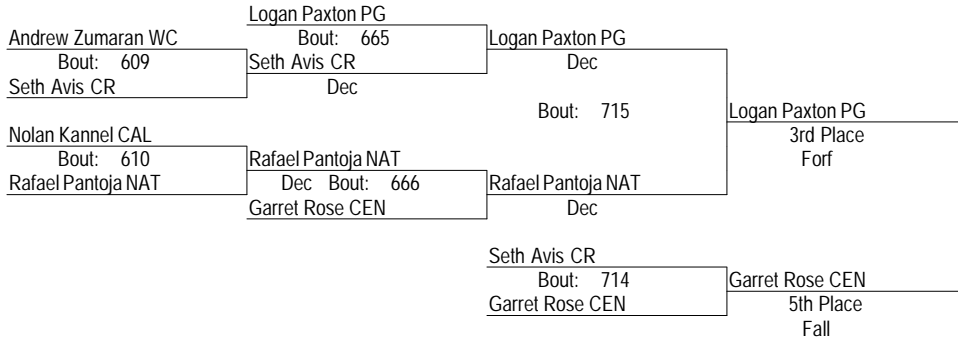 Logan Paxton PG
Andrew Zumaran WC
Bout: 665
Logan Paxton PG
Bout: 609
Seth Avis CR
Dec
Seth Avis CR
Dec
Bout: 715
Logan Paxton PG
Nolan Kannel CAL
3rd Place
Bout: 610
Rafael Pantoja NAT
Forf
Rafael Pantoja NAT
Dec Bout: 666
Rafael Pantoja NAT
Garret Rose CEN
Dec
Seth Avis CR
Bout: 714
Garret Rose CEN
Garret Rose CEN
5th Place
Fall